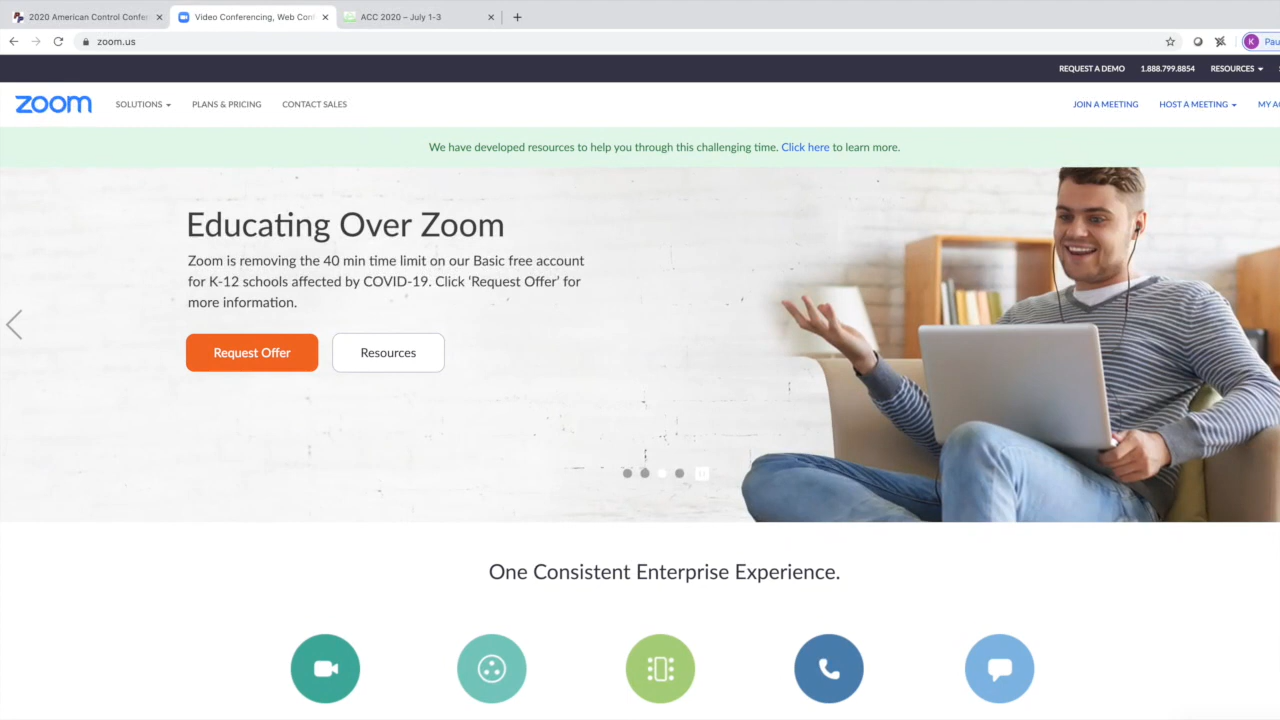 2020 American Control Confer
Video Conferencing, Web Conf
ACC 2020 – July 1-3
zoom.us
K
Pau
REQUEST A DEMO
1.888.799.8854
RESOURCES
zoom
SOLUTIONS
PLANS & PRICING
CONTACT SALES
JOIN A MEETING
HOST A MEETING
MY AC
We have developed resources to help you through this challenging time. Click here to learn more.
Educating Over Zoom
Zoom is removing the 40 min time limit on our Basic free account
for K-12 schools affected by COVID-19. Click 'Request Offer' for
more information.
Request Offer
Resources
One Consistent Enterprise Experience.